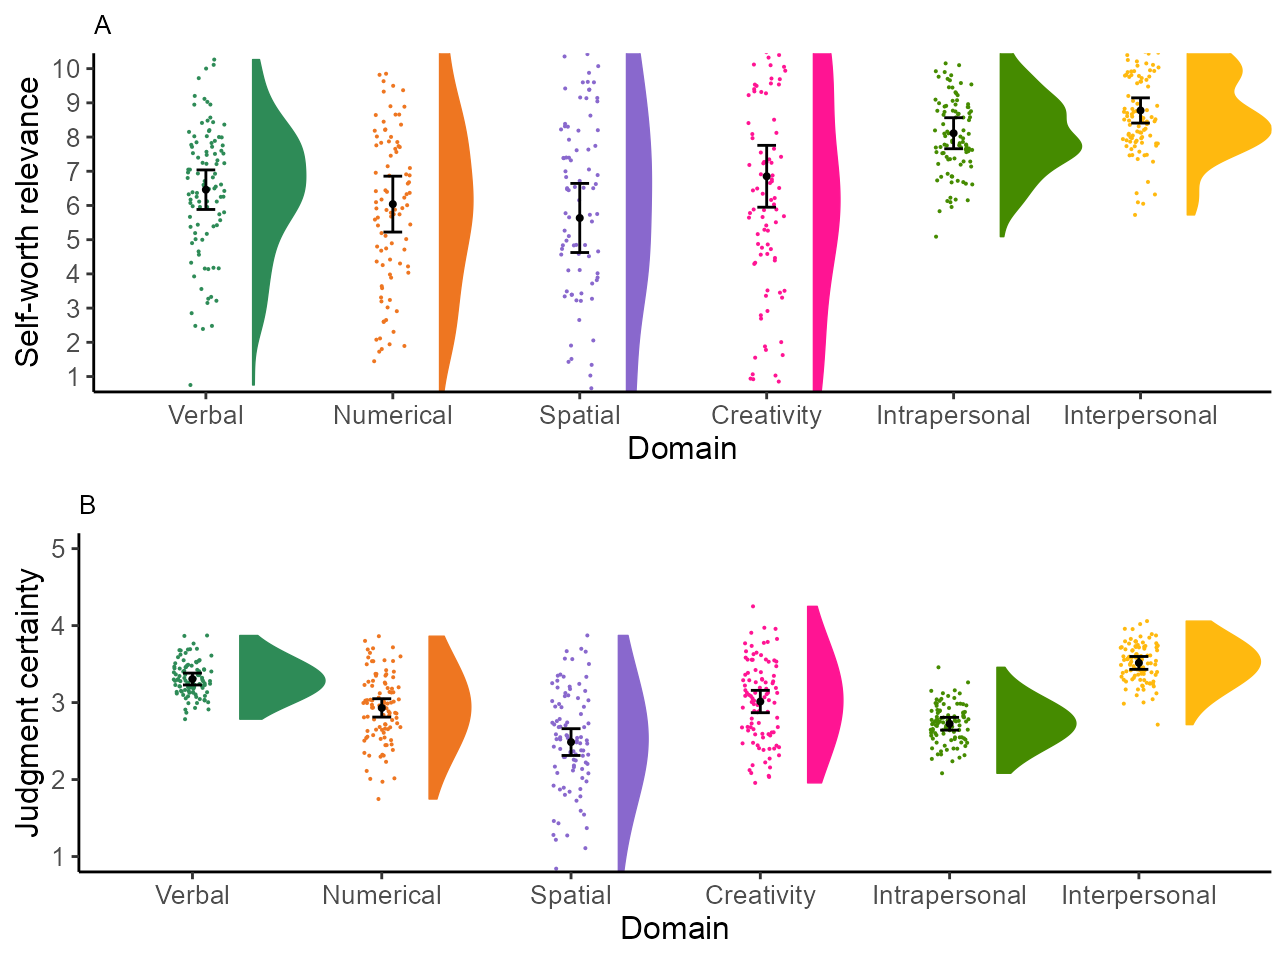 A
Self-worth relevance
10
9
8
7
6
5
4
3
2
1
Verbal Numerical Spatial Creativity Intrapersonal Interpersonal
Domain
B
Judgment certainty
5
4
3
2
1
Verbal Numerical Spatial Creativity Intrapersonal Interpersonal
Domain